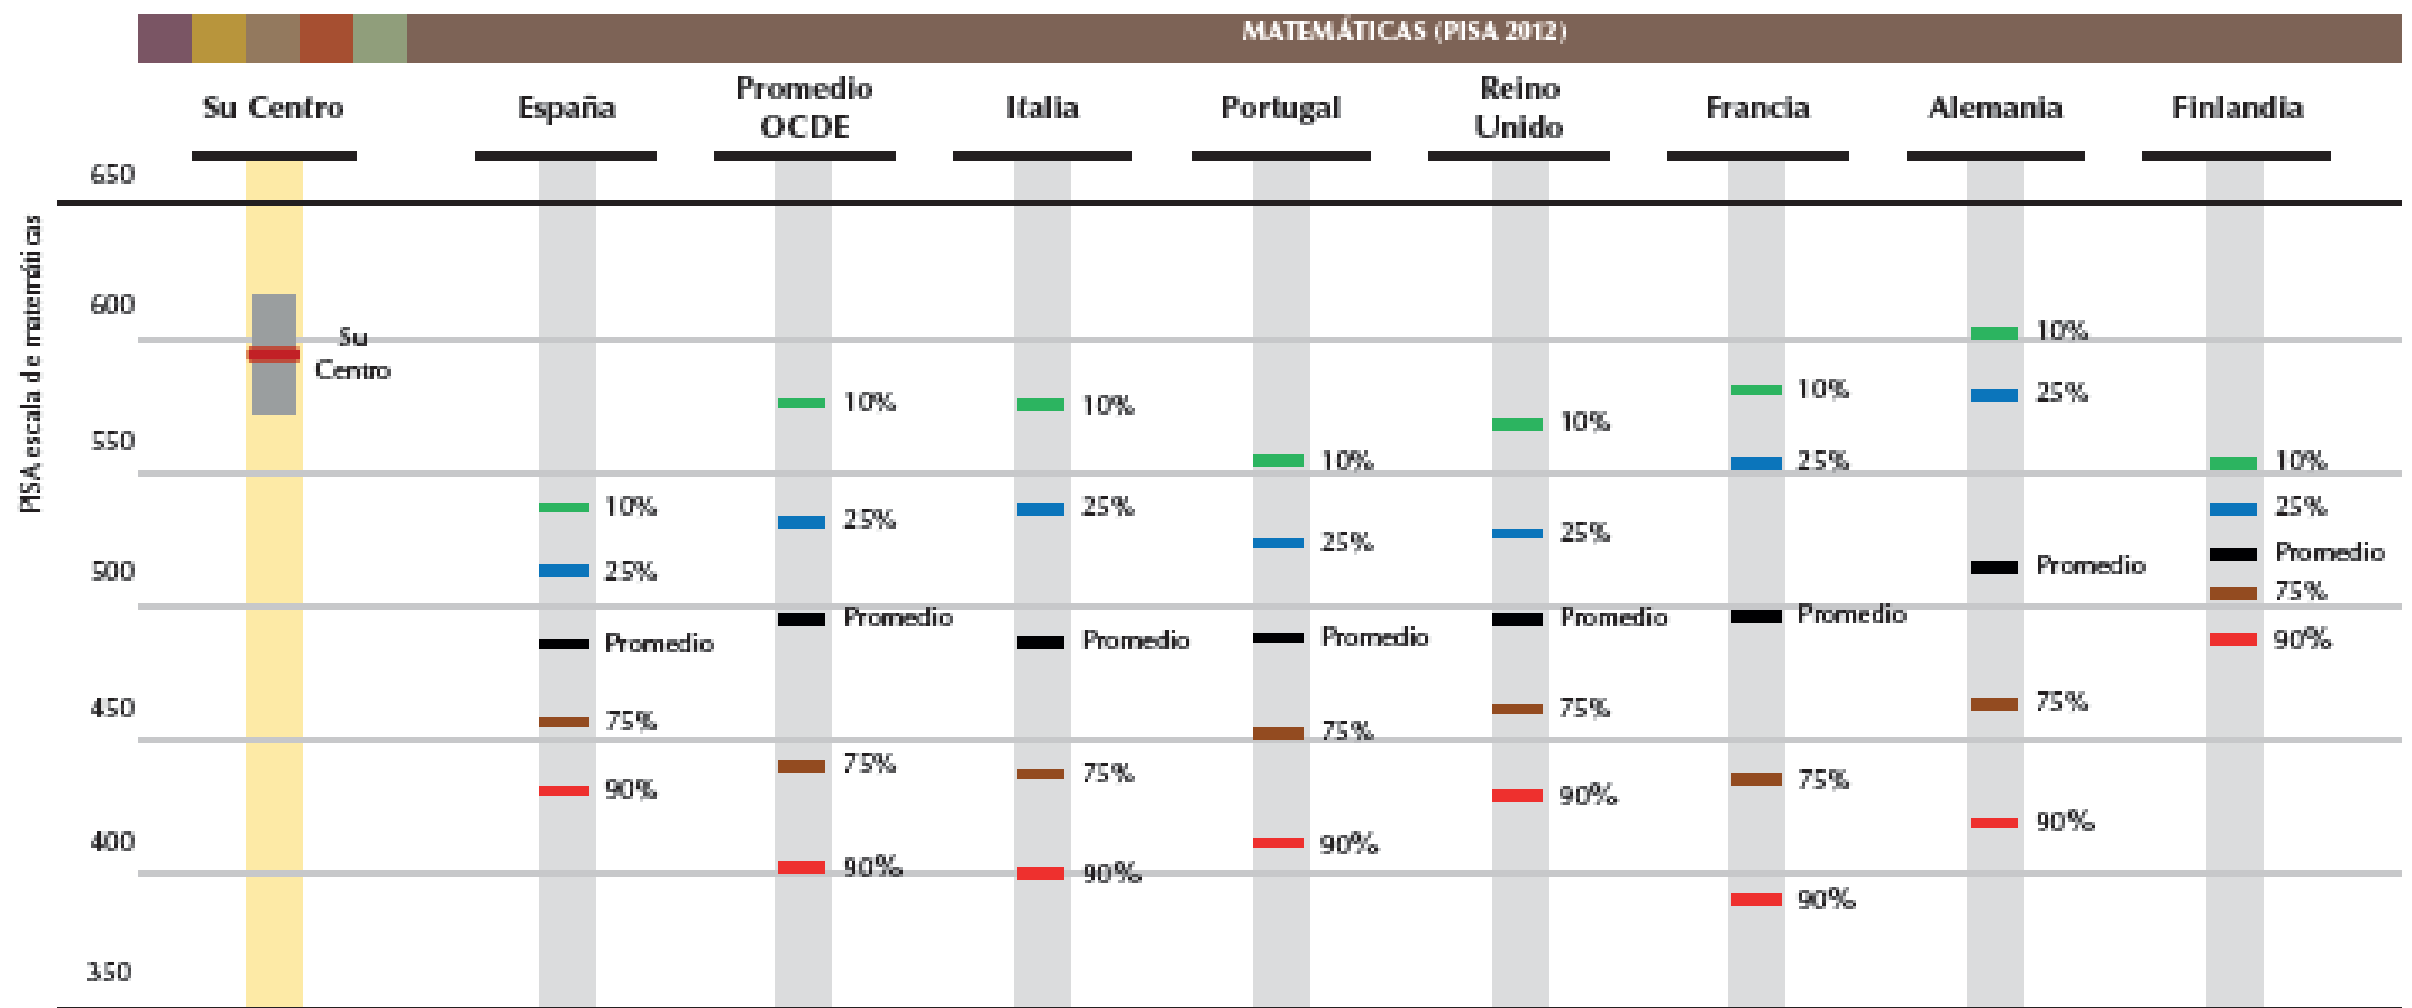 MATEMÁTICAS (PISA 2012)
Su Centro
España
Promedio
OCDE
Italia
Portugal
Reino
Unido
Francia
Alemania
Finlandia
PISA escala de matemáticas
650
600
550
500
450
400
350
Su
Centro
10%
25%
Promedio
75%
90%
10%
25%
Promedio
75%
90%
10%
25%
Promedio
75%
90%
10%
25%
Promedio
75%
90%
10%
25%
Promedio
75%
90%
10%
25%
Promedio
75%
90%
10%
25%
Promedio
75%
90%
10%
25%
Promedio
75%
90%